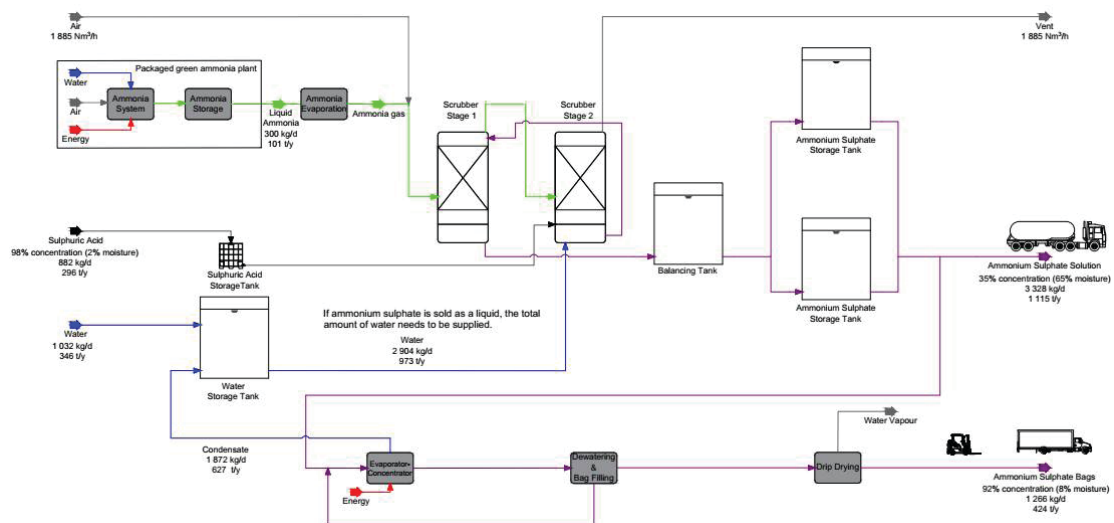 Air
1 885 Nm³/h
Vent
1 885 Nm³/h
Packaged green ammonia plant
Water
Air
Energy
Ammonia
System
Ammonia
Storage
Liquid
Ammonia
300 kg/d
101 t/y
Ammonia
Evaporation
Ammonia gas
Scrubber
Stage 1
Scrubber
Stage 2
Ammonium Sulphate
Storage Tank
Sulphuric Acid
98% concentration (2% moisture)
882 kg/d
296 t/y
Sulphuric Acid
Storage Tank
Balancing Tank
Ammonium Sulphate
Storage Tank
Ammonium Sulphate Solution
35% concentration (65% moisture)
3 328 kg/d
1 115 t/y
If ammonium sulphate is sold as a liquid, the total
amount of water needs to be supplied.
Water
1 032 kg/d
346 t/y
Water
2 904 kg/d
973 t/y
Water
Storage Tank
Condensate
1 872 kg/d
627 t/y
Evaporator-
Concentrator
Energy
Dewatering
&
Bag Filling
Drip Drying
Water Vapour
Ammonium Sulphate Bags
92% concentration (8% moisture)
1 266 kg/d
424 t/y